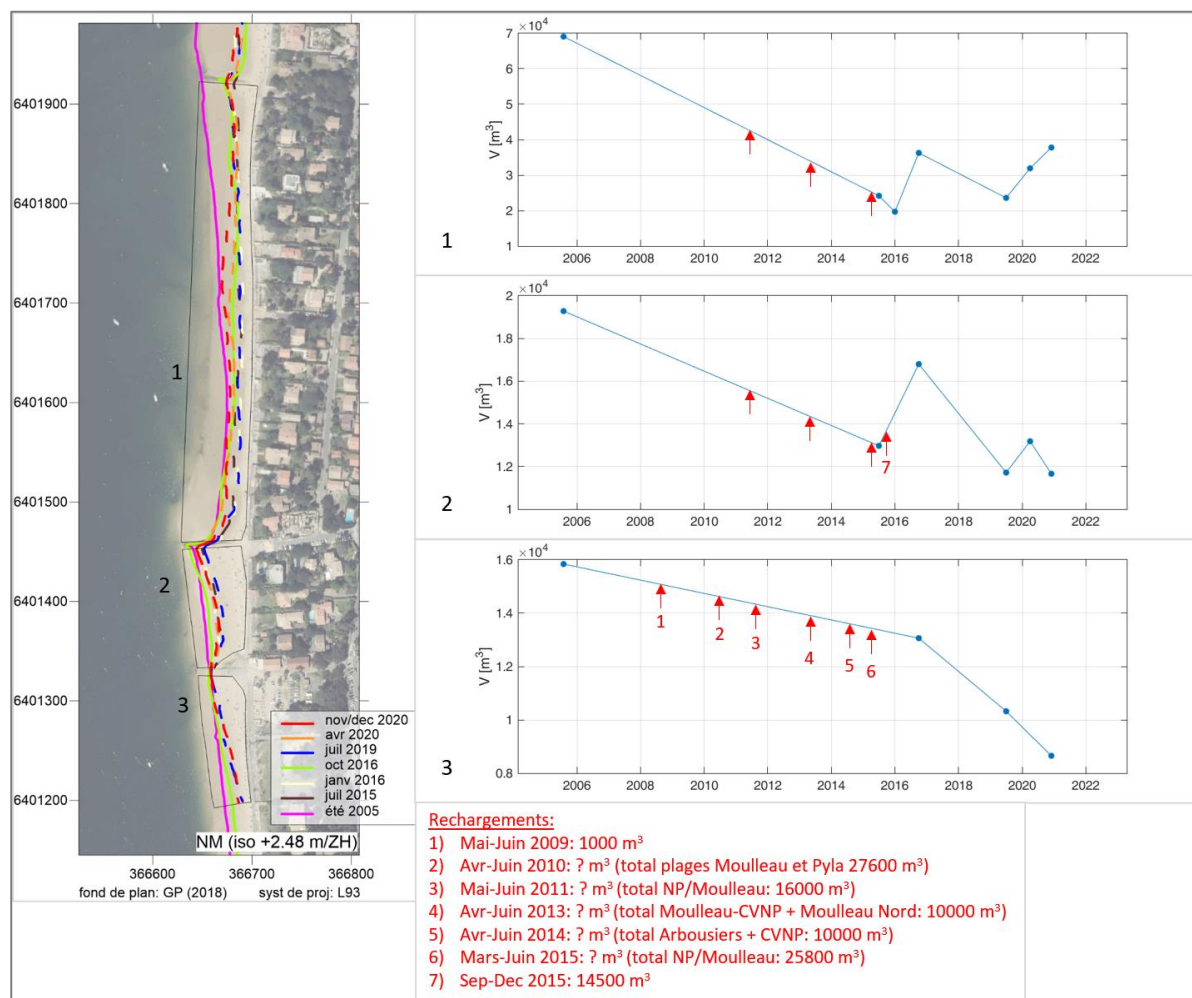 6401900
6401800
6401700
6401600
6401500
6401400
6401300
6401200
1
2
3
nov/dec 2020
avr 2020
juil 2019
oct 2016
janv 2016
juil 2015
été 2005
NM (iso +2.48 m/ZH)
366600 366700 366800
fond de plan: GP (2018) syst de proj: L93
×10⁴
7
6
5
4
3
2
1
V [m³]
2006 2008 2010 2012 2014 2016 2018 2020 2022
1
×10⁴
2
1.8
1.6
1.4
1.2
1
V [m³]
7
2006 2008 2010 2012 2014 2016 2018 2020 2022
2
×10⁴
1.6
1.4
1.2
1
0.8
V [m³]
1 2 3 4 5 6
2006 2008 2010 2012 2014 2016 2018 2020 2022
3
Rechargements:
1) Mai-Juin 2009: 1000 m³
2) Avr-Juin 2010: ? m³ (total plages Moulleau et Pyla 27600 m³)
3) Mai-Juin 2011: ? m³ (total NP/Moulleau: 16000 m³)
4) Avr-Juin 2013: ? m³ (total Moulleau-CVNP + Moulleau Nord: 10000 m³)
5) Avr-Juin 2014: ? m³ (total Arbousiers + CVNP: 10000 m³)
6) Mars-Juin 2015: ? m³ (total NP/Moulleau: 25800 m³)
7) Sep-Dec 2015: 14500 m³